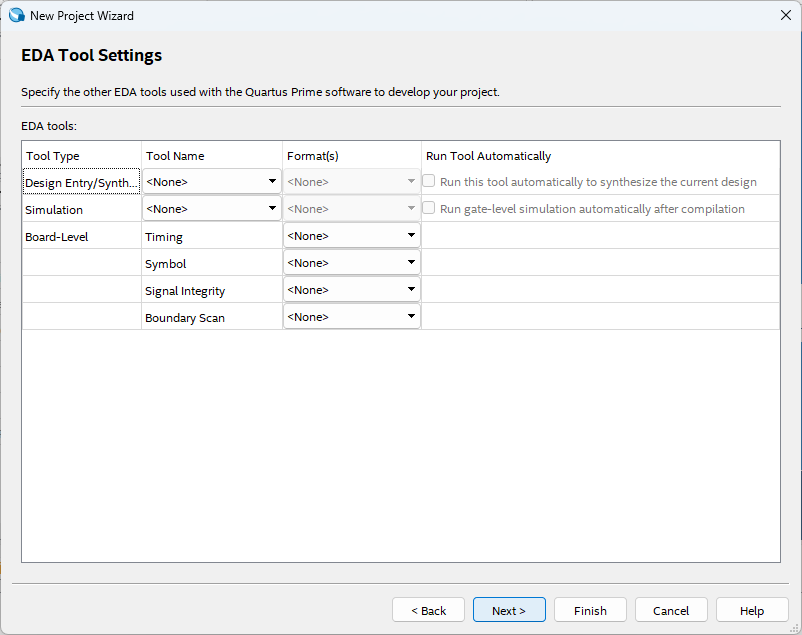 New Project Wizard
EDA Tool Settings
Specify the other EDA tools used with the Quartus Prime software to develop your project.
EDA tools:
Tool Type Tool Name Format(s) Run Tool Automatically
Design Entry/Synth... <None> <None> Run this tool automatically to synthesize the current design
Simulation <None> <None> Run gate-level simulation automatically after compilation
Board-Level Timing <None>
Symbol <None>
Signal Integrity <None>
Boundary Scan <None>
< Back Next > Finish Cancel Help